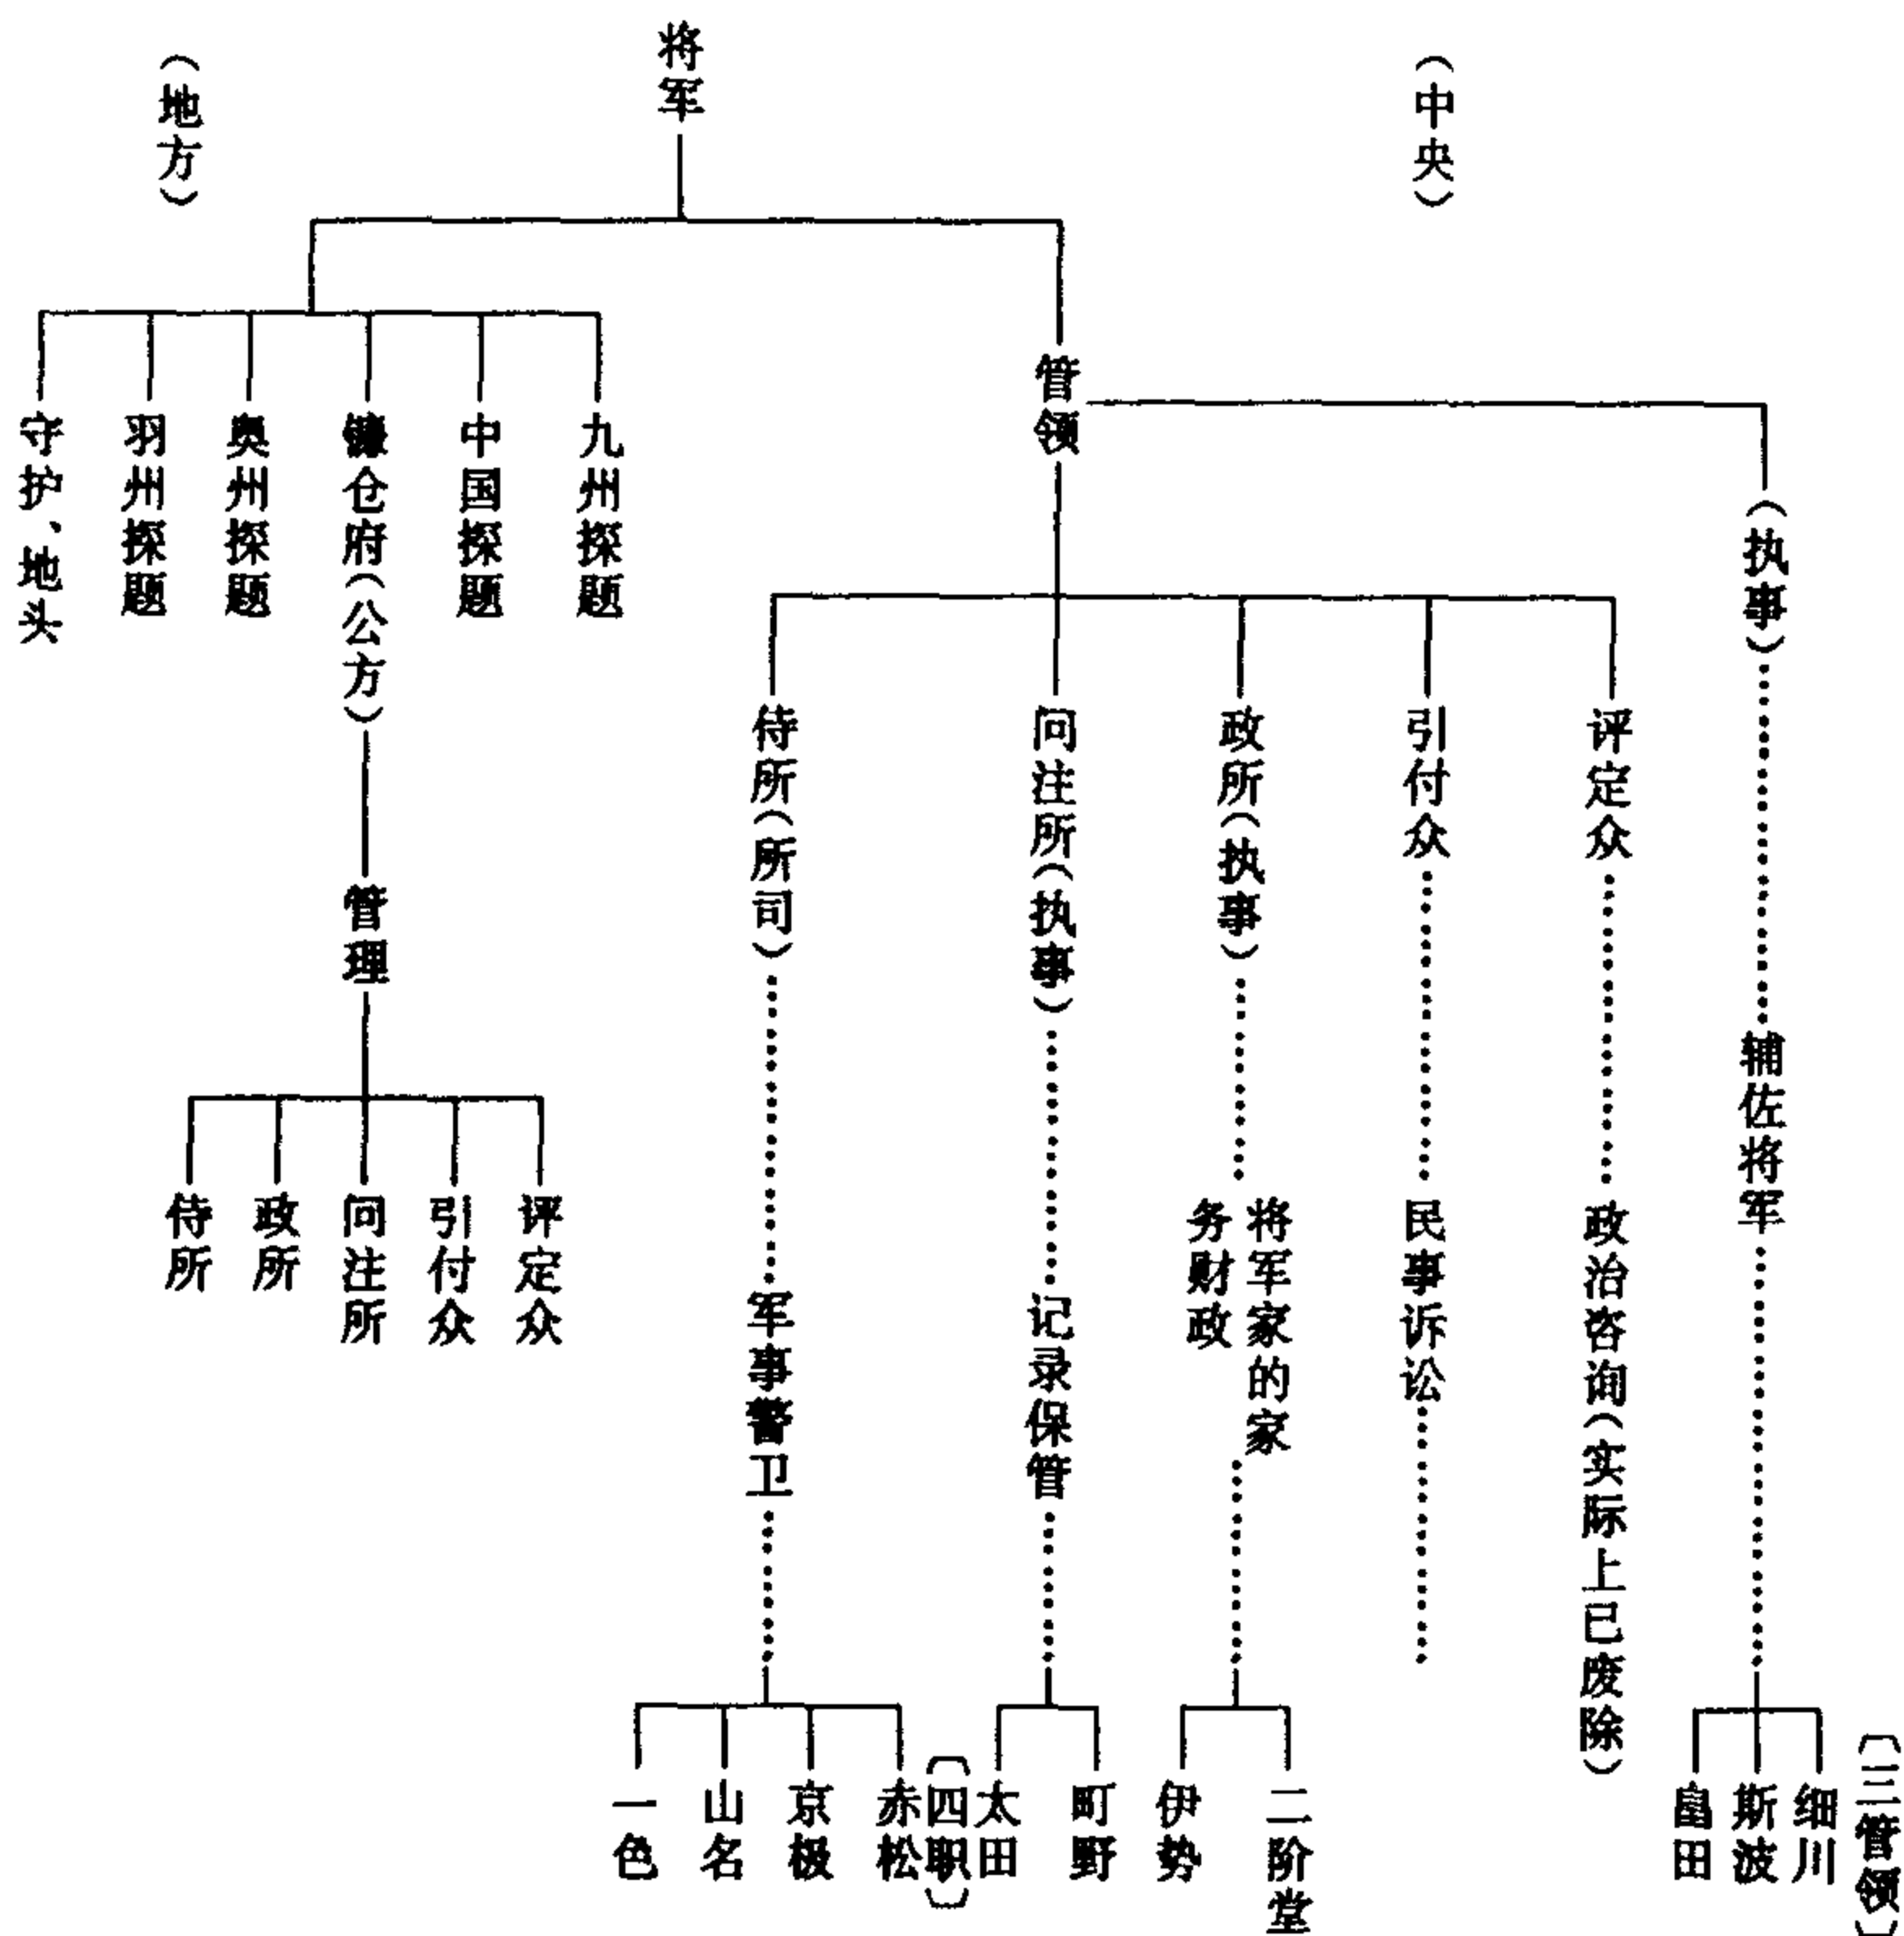 （中央）
将军
（地方）
管领
（执事）
辅佐将军
〔三管领〕
细川
斯波
畠田
评定众
政治咨询（实际上已废除）
引付众
民事诉讼
政所（执事）
将军家的家
务财政
二阶堂
伊势
问注所（执事）
记录保管
町野
太田
侍所（所司）
军事警卫
〔四职〕
赤松
京极
山名
一色
九州探题
中国探题
镰仓府（公方）
管理
评定众
引付众
问注所
政所
侍所
奥州探题
羽州探题
守护、地头